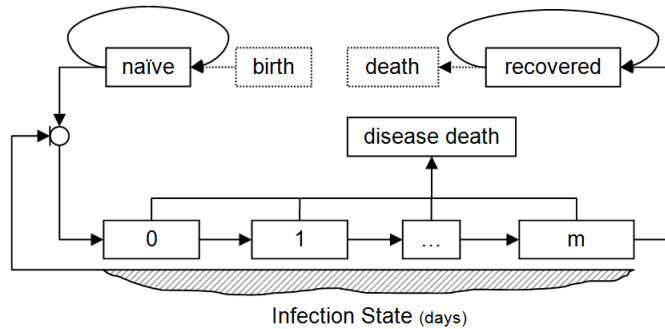 naïve
birth
death
recovered
disease death
0
1
...
m
Infection State (days)